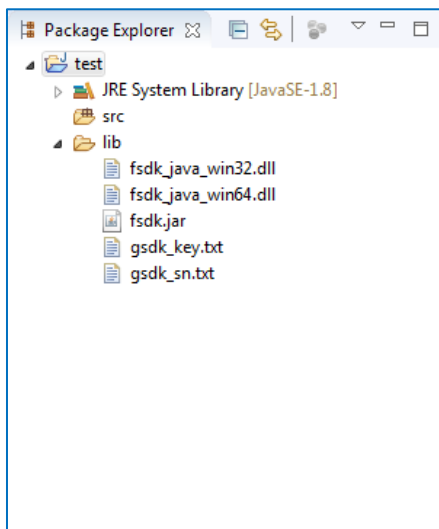 Package Explorer
test
JRE System Library [JavaSE-1.8]
src
lib
fsdk_java_win32.dll
fsdk_java_win64.dll
fsdk.jar
gsdk_key.txt
gsdk_sn.txt